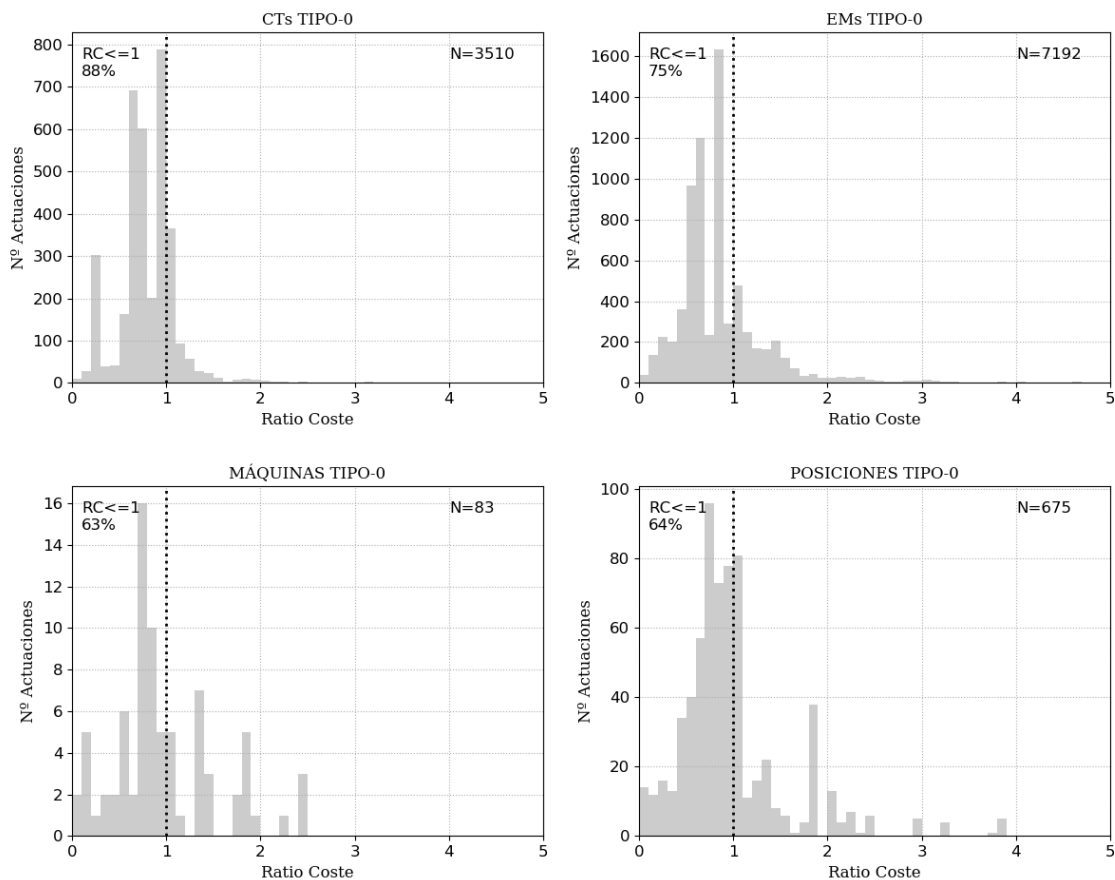 CTs TIPO-0
RC<=1
88%
N=3510
Nº Actuaciones
800
700
600
500
400
300
200
100
0
0 1 2 3 4 5
Ratio Coste
EMs TIPO-0
RC<=1
75%
N=7192
Nº Actuaciones
1600
1400
1200
1000
800
600
400
200
0
0 1 2 3 4 5
Ratio Coste
MÁQUINAS TIPO-0
RC<=1
63%
N=83
Nº Actuaciones
16
14
12
10
8
6
4
2
0
0 1 2 3 4 5
Ratio Coste
POSICIONES TIPO-0
RC<=1
64%
N=675
Nº Actuaciones
100
80
60
40
20
0
0 1 2 3 4 5
Ratio Coste